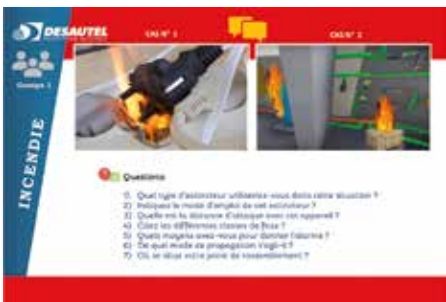 DESAUTEL
CAS N° 1
CAS N° 2
Groupe 1
INCENDIE
Questions
1) Quel type d'extincteur utiliseriez-vous dans cette situation ?
2) Indiquez le mode d'emploi de cet extincteur ?
3) Quelle est la distance d'attaque avec cet appareil ?
4) Citez les différentes classes de feux ?
5) Quels moyens avez-vous pour donner l'alarme ?
6) De quel mode de propagation s'agit-il ?
7) Où se situe votre point de rassemblement ?